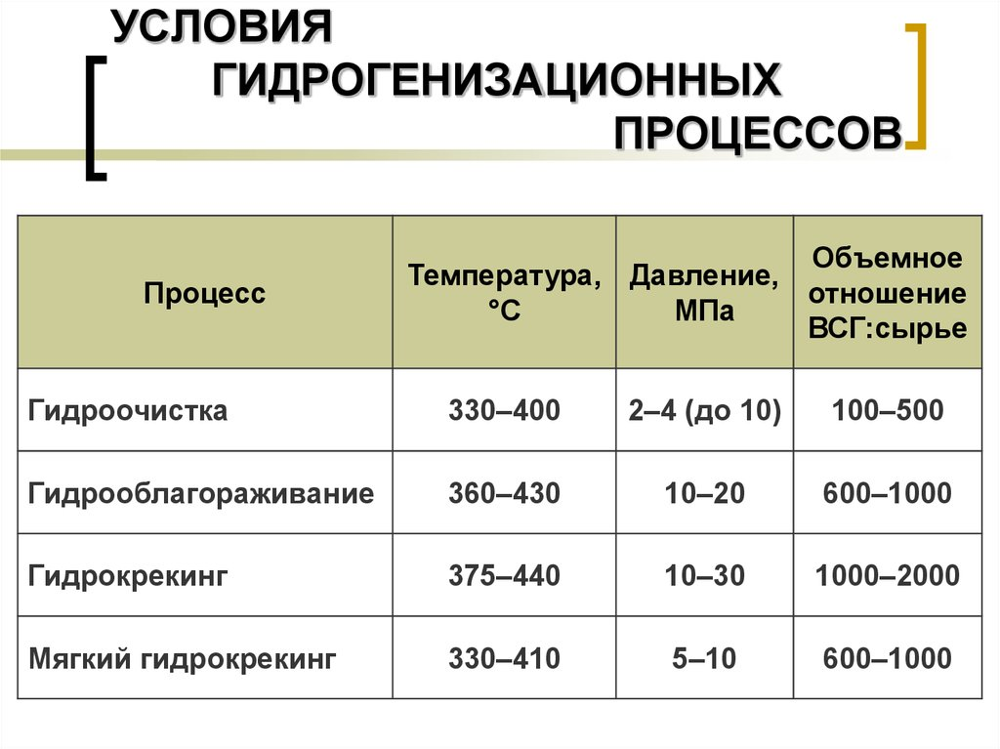 УСЛОВИЯ
ГИДРОГЕНИЗАЦИОННЫХ
ПРОЦЕССОВ
Процесс
Температура,
°С
Давление,
МПа
Объемное
отношение
ВСГ:сырье
Гидроочистка
330–400
2–4 (до 10)
100–500
Гидрооблагораживание
360–430
10–20
600–1000
Гидрокрекинг
375–440
10–30
1000–2000
Мягкий гидрокрекинг
330–410
5–10
600–1000